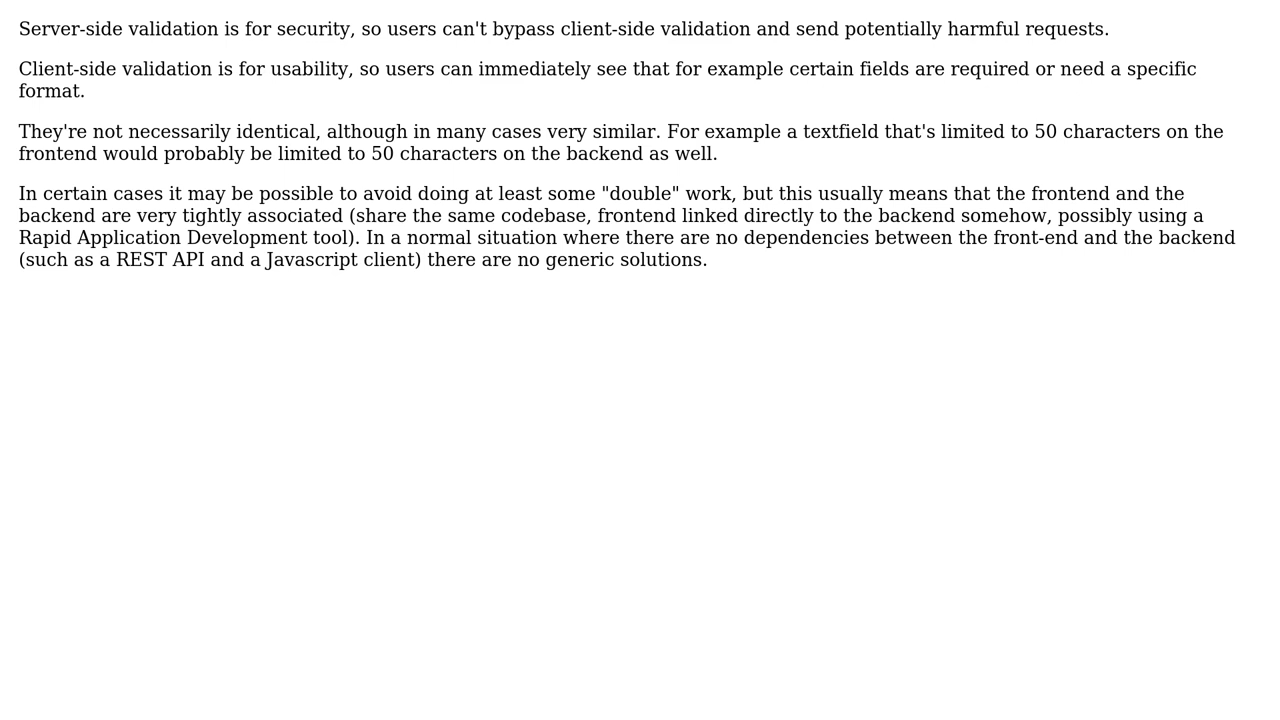 Server-side validation is for security, so users can't bypass client-side validation and send potentially harmful requests.
Client-side validation is for usability, so users can immediately see that for example certain fields are required or need a specific
format.
They're not necessarily identical, although in many cases very similar. For example a textfield that's limited to 50 characters on the
frontend would probably be limited to 50 characters on the backend as well.
In certain cases it may be possible to avoid doing at least some "double" work, but this usually means that the frontend and the
backend are very tightly associated (share the same codebase, frontend linked directly to the backend somehow, possibly using a
Rapid Application Development tool). In a normal situation where there are no dependencies between the front-end and the backend
(such as a REST API and a Javascript client) there are no generic solutions.